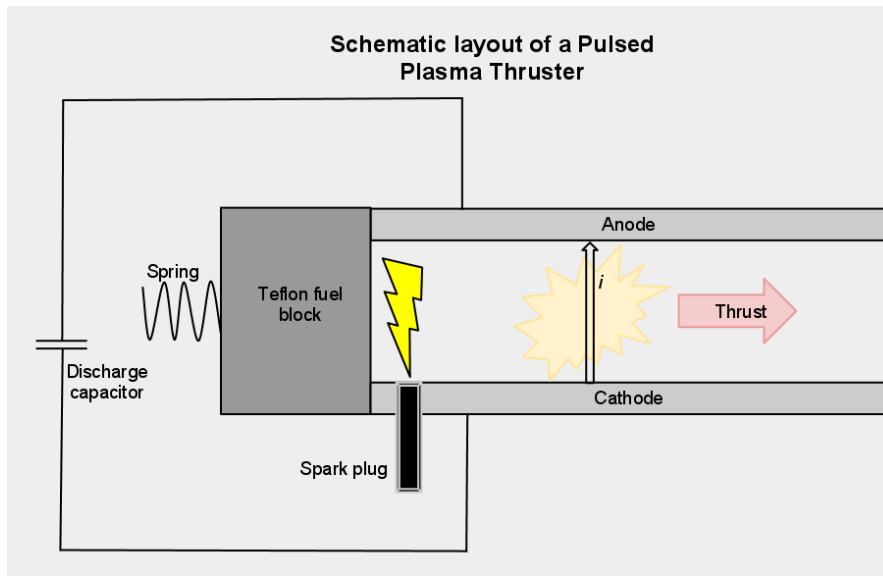 Schematic layout of a Pulsed
Plasma Thruster
Anode
Spring
i
Teflon fuel
block
Thrust
Discharge
capacitor
Cathode
Spark plug